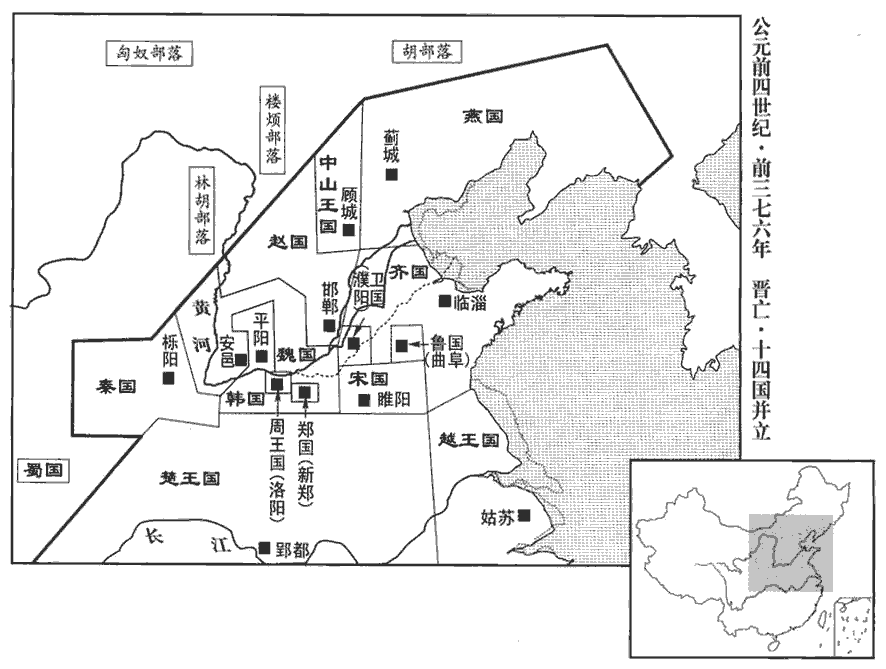 公元前四世纪·前三七六年 晋亡·十四国并立
匈奴部落
胡部落
楼烦部落
林胡部落
燕国
蓟城
中山王国
顾城
赵国
齐国
临淄
卫国
(濮阳)
邯郸
黄河
平阳
安邑
魏国
鲁国
(曲阜)
栎阳
秦国
韩国
宋国
睢阳
周王国(洛阳)
郑国(新郑)
越王国
蜀国
楚王国
姑苏
长江
郢都